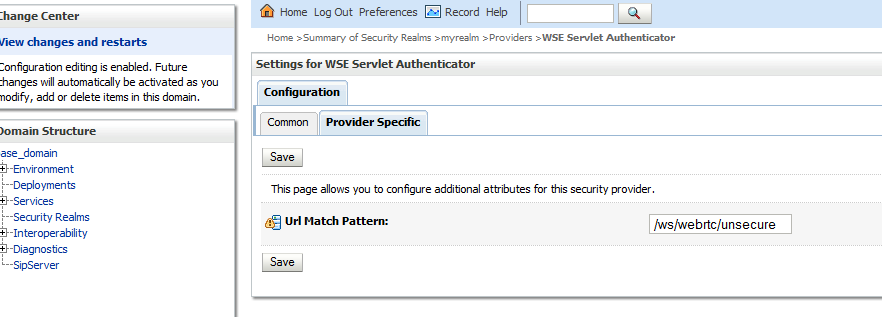 Change Center
View changes and restarts
Configuration editing is enabled. Future
changes will automatically be activated as you
modify, add or delete items in this domain.
Domain Structure
ase_domain
Environment
Deployments
Services
Security Realms
Interoperability
Diagnostics
SipServer
Home Log Out Preferences Record Help
Home >Summary of Security Realms >myrealm >Providers >WSE Servlet Authenticator
Settings for WSE Servlet Authenticator
Configuration
Common Provider Specific
Save
This page allows you to configure additional attributes for this security provider.
Url Match Pattern: /ws/webrtc/unsecure
Save